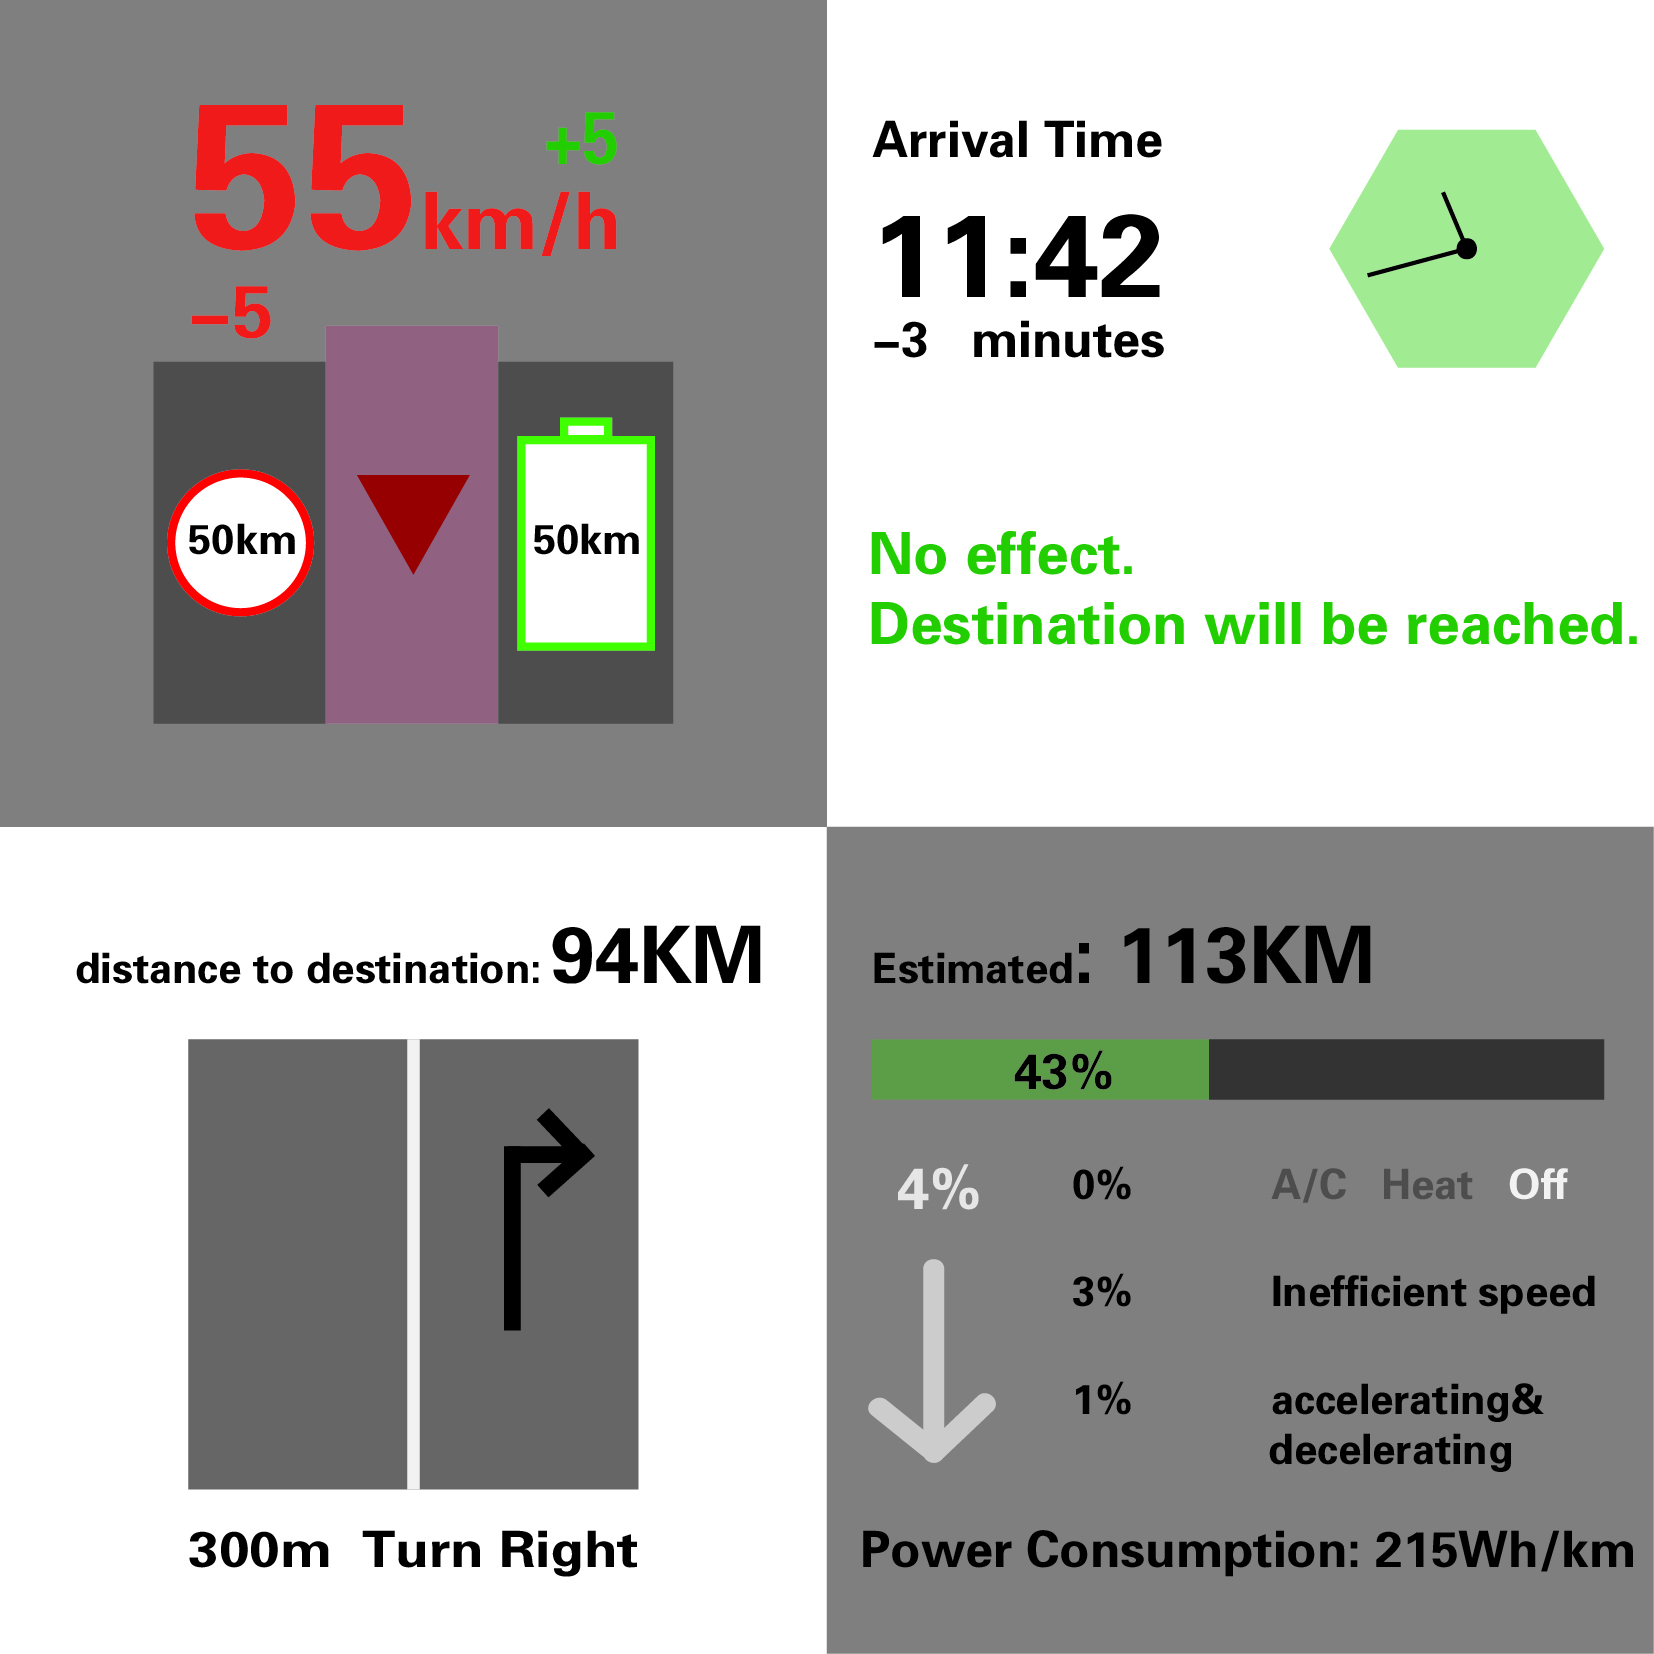 55km/h +5
−5
50km
50km
Arrival Time
11:42
−3 minutes
No effect.
Destination will be reached.
distance to destination: 94KM
300m Turn Right
Estimated: 113KM
43%
4%
0% A/C Heat Off
3% Inefficient speed
1% accelerating&
decelerating
Power Consumption: 215Wh/km